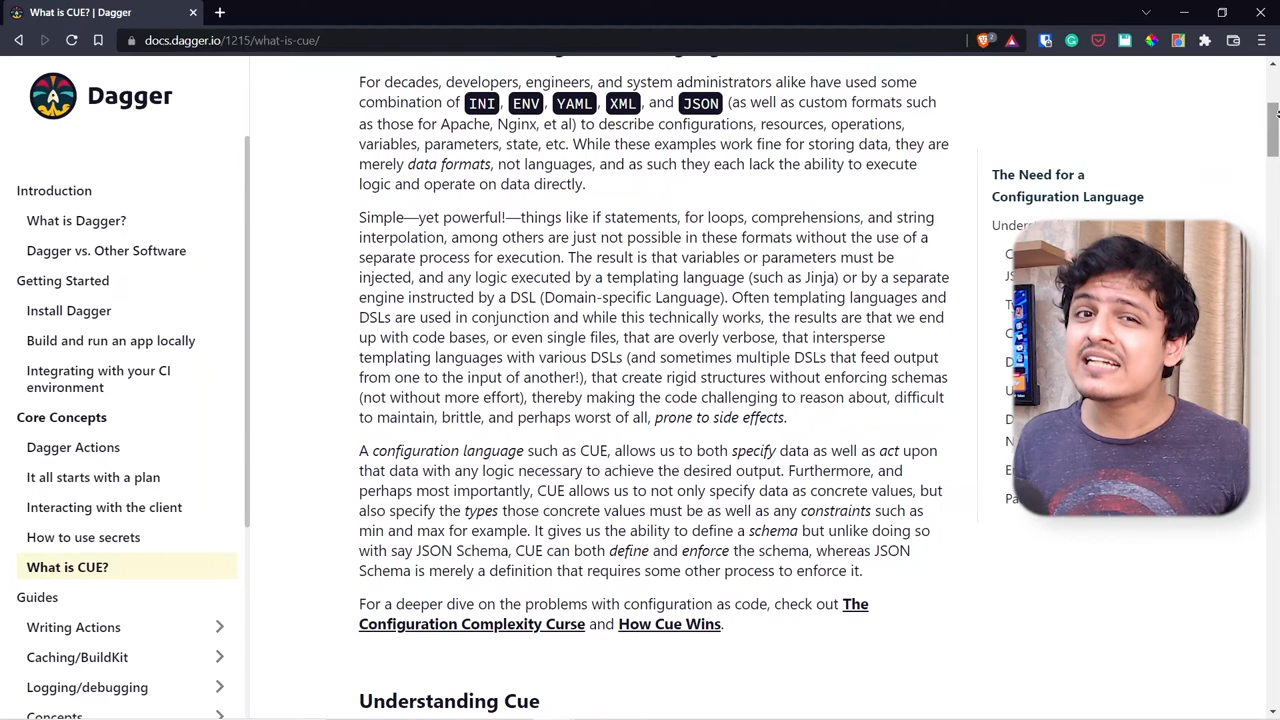 What is CUE? | Dagger
docs.dagger.io/1215/what-is-cue/
2
Dagger
Introduction
What is Dagger?
Dagger vs. Other Software
Getting Started
Install Dagger
Build and run an app locally
Integrating with your CI
environment
Core Concepts
Dagger Actions
It all starts with a plan
Interacting with the client
How to use secrets
What is CUE?
Guides
Writing Actions
Caching/BuildKit
Logging/debugging
Concepts
For decades, developers, engineers, and system administrators alike have used some
combination of INI, ENV, YAML, XML, and JSON (as well as custom formats such
as those for Apache, Nginx, et al) to describe configurations, resources, operations,
variables, parameters, state, etc. While these examples work fine for storing data, they are
merely data formats, not languages, and as such they each lack the ability to execute
logic and operate on data directly.
Simple—yet powerful!—things like if statements, for loops, comprehensions, and string
interpolation, among others are just not possible in these formats without the use of a
separate process for execution. The result is that variables or parameters must be
injected, and any logic executed by a templating language (such as Jinja) or by a separate
engine instructed by a DSL (Domain-specific Language). Often templating languages and
DSLs are used in conjunction and while this technically works, the results are that we end
up with code bases, or even single files, that are overly verbose, that intersperse
templating languages with various DSLs (and sometimes multiple DSLs that feed output
from one to the input of another!), that create rigid structures without enforcing schemas
(not without more effort), thereby making the code challenging to reason about, difficult
to maintain, brittle, and perhaps worst of all, prone to side effects.
A configuration language such as CUE, allows us to both specify data as well as act upon
that data with any logic necessary to achieve the desired output. Furthermore, and
perhaps most importantly, CUE allows us to not only specify data as concrete values, but
also specify the types those concrete values must be as well as any constraints such as
min and max for example. It gives us the ability to define a schema but unlike doing so
with say JSON Schema, CUE can both define and enforce the schema, whereas JSON
Schema is merely a definition that requires some other process to enforce it.
For a deeper dive on the problems with configuration as code, check out The
Configuration Complexity Curse and How Cue Wins.
Understanding Cue
The Need for a
Configuration Language